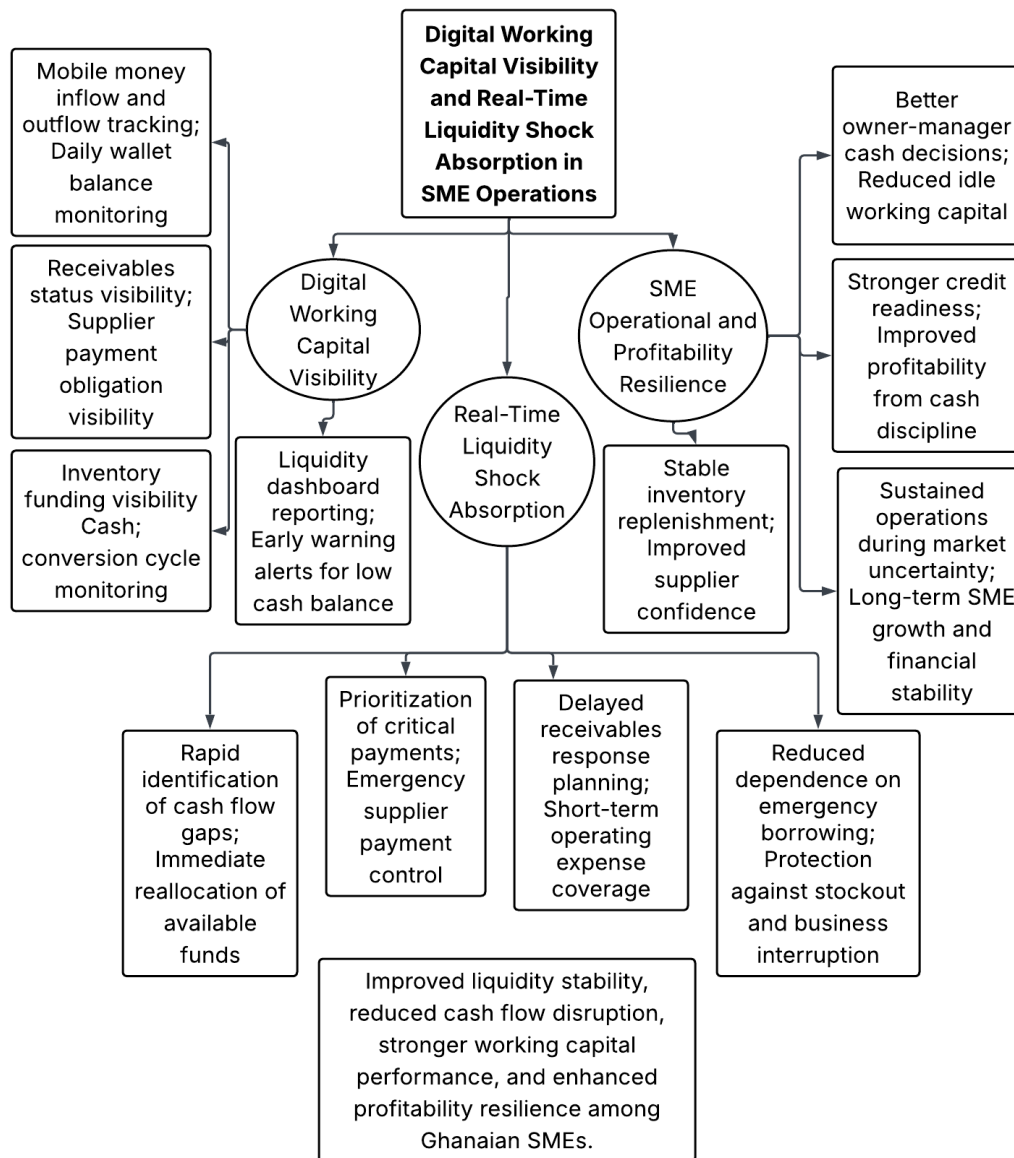 Digital Working
Capital Visibility
and Real-Time
Liquidity Shock
Absorption in
SME Operations
Mobile money
inflow and
outflow tracking;
Daily wallet
balance
monitoring
Receivables
status visibility;
Supplier
payment
obligation
visibility
Inventory
funding visibility
Cash;
conversion cycle
monitoring
Digital
Working
Capital
Visibility
Liquidity
dashboard
reporting;
Early warning
alerts for low
cash balance
Real-Time
Liquidity
Shock
Absorption
SME
Operational and
Profitability
Resilience
Stable
inventory
replenishment;
Improved
supplier
confidence
Better
owner-manager
cash decisions;
Reduced idle
working capital
Stronger credit
readiness;
Improved
profitability
from cash
discipline
Sustained
operations
during market
uncertainty;
Long-term SME
growth and
financial
stability
Rapid
identification
of cash flow
gaps;
Immediate
reallocation of
available
funds
Prioritization
of critical
payments;
Emergency
supplier
payment
control
Delayed
receivables
response
planning;
Short-term
operating
expense
coverage
Reduced
dependence on
emergency
borrowing;
Protection
against stockout
and business
interruption
Improved liquidity stability,
reduced cash flow disruption,
stronger working capital
performance, and enhanced
profitability resilience among
Ghanaian SMEs.